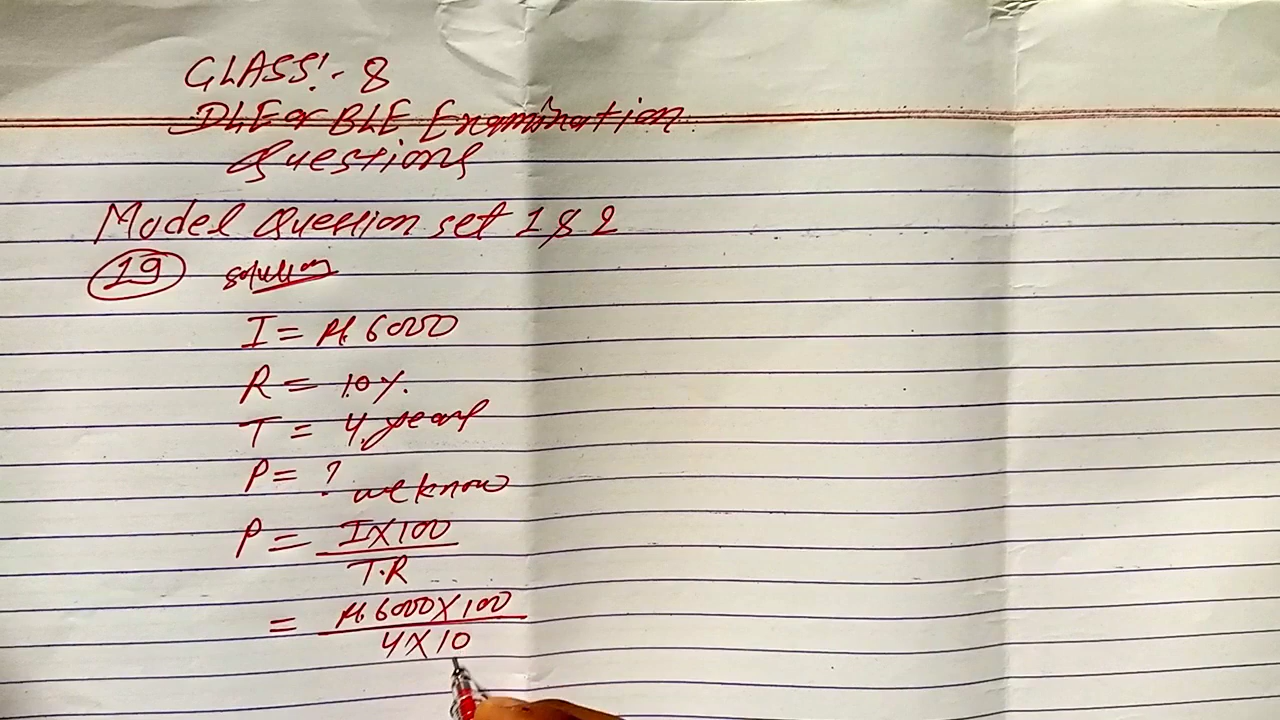 CLASS:- 8
DLE or BLE Examination
Questions
Model Question set 1 & 2
19 solution
I = Rs. 6000
R = 10%.
T = 4 years
P = ? we know
P = I×100
T.R
= Rs. 6000×100
4×10